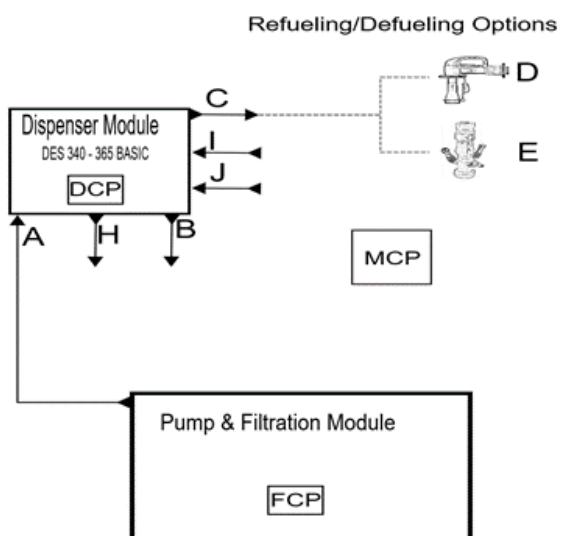 Refueling/Defueling Options
D
C
Dispenser Module
DES 340 - 365 BASIC
I
E
J
DCP
A
H
B
MCP
Pump & Filtration Module
FCP